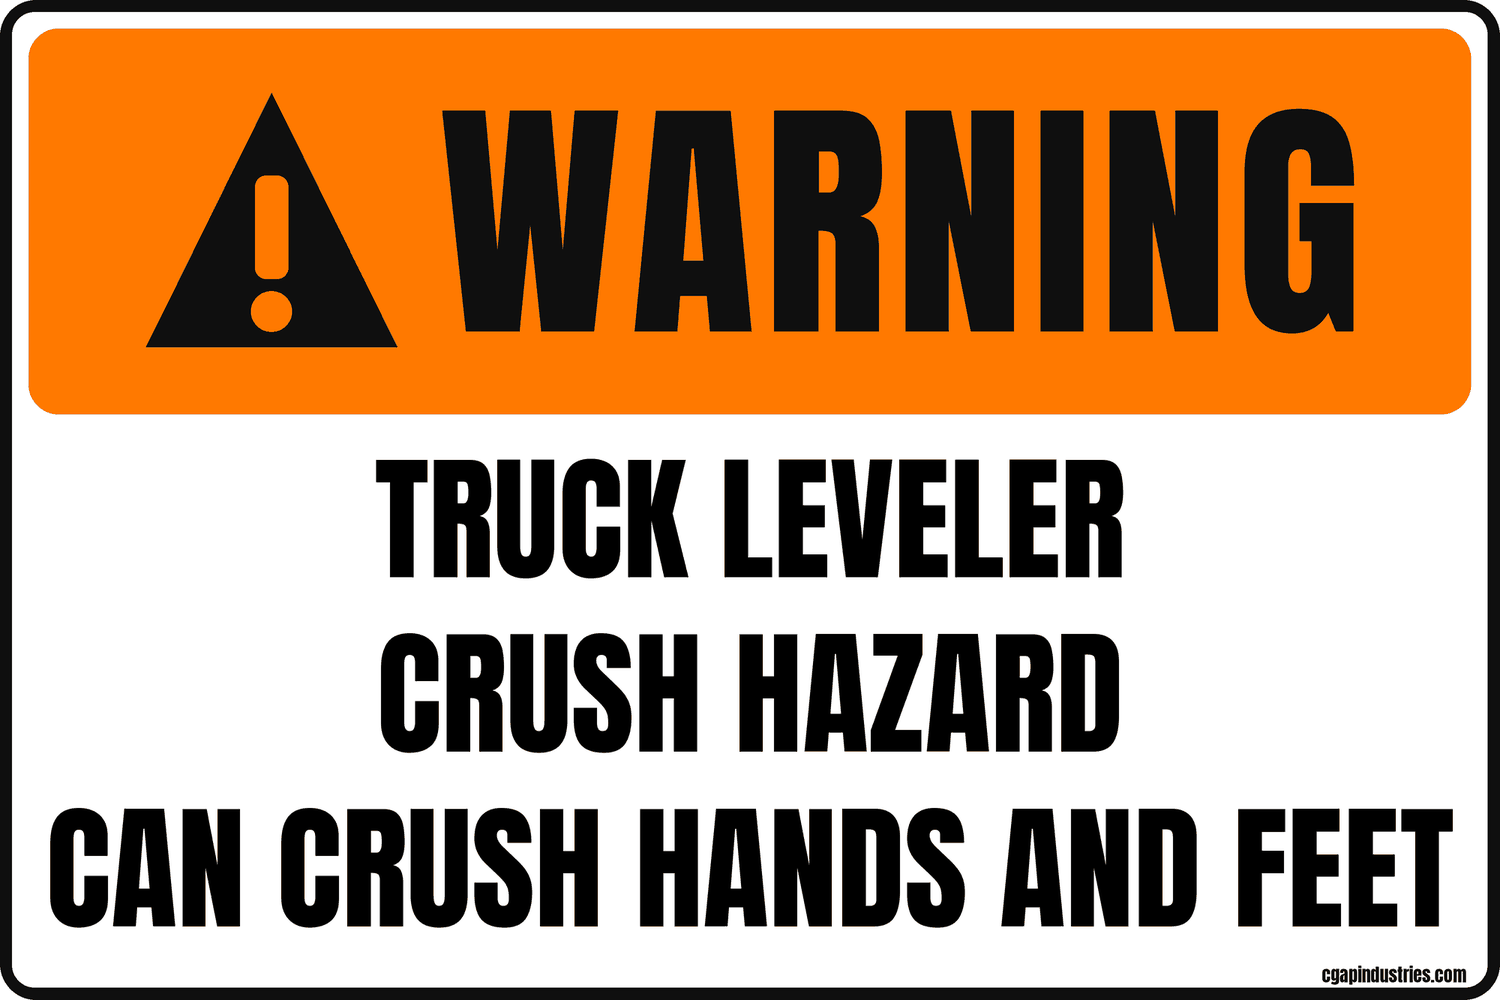 WARNING
TRUCK LEVELER
CRUSH HAZARD
CAN CRUSH HANDS AND FEET
cgapindustries.com